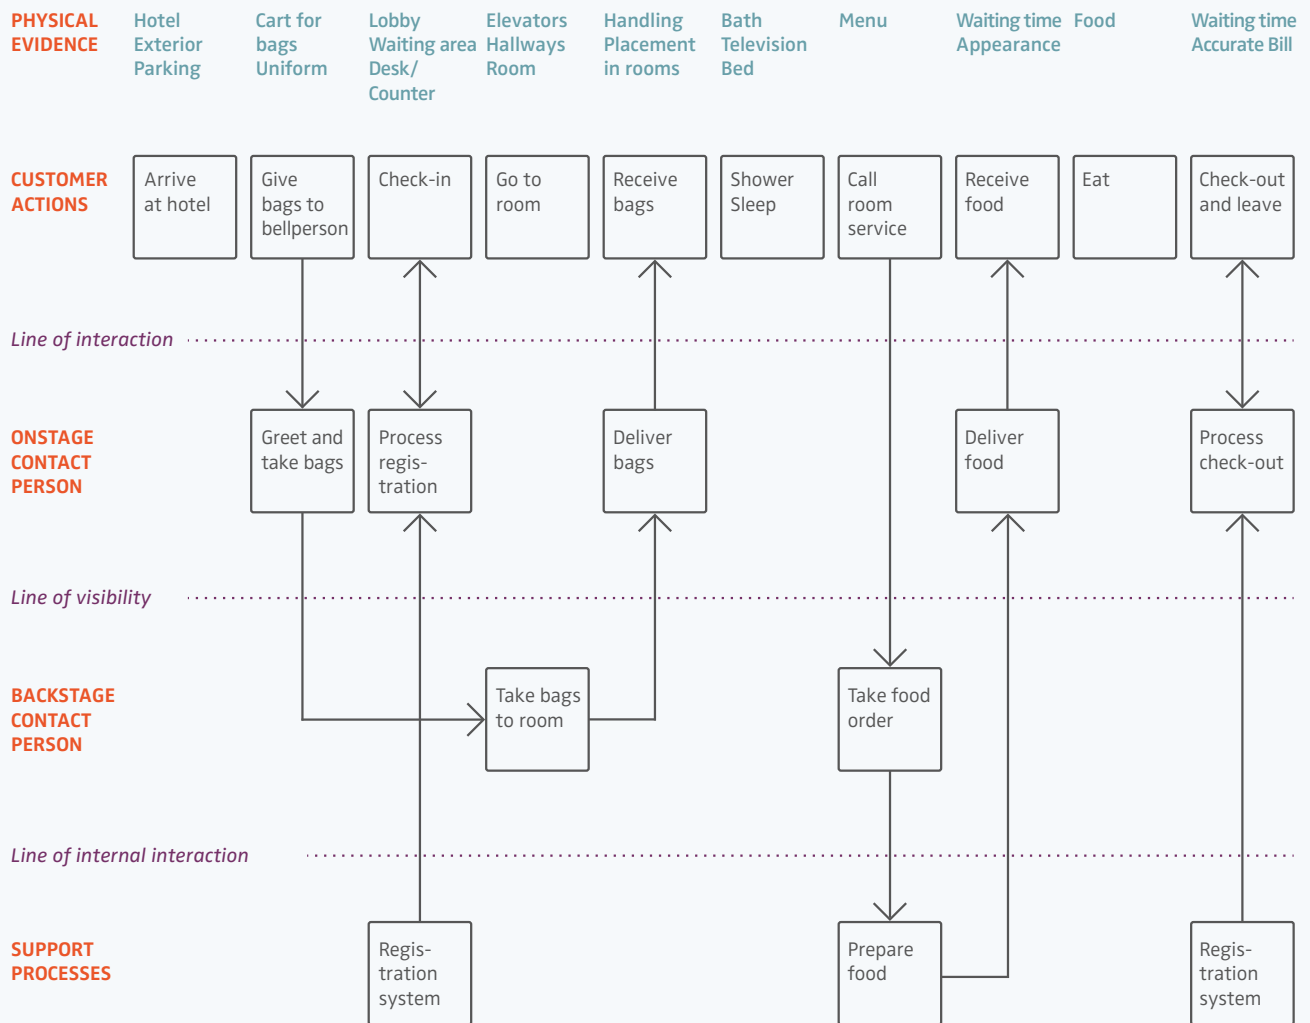 PHYSICAL
EVIDENCE
Hotel
Exterior
Parking
Cart for
bags
Uniform
Lobby
Waiting area
Desk/
Counter
Elevators
Hallways
Room
Handling
Placement
in rooms
Bath
Television
Bed
Menu
Waiting time
Appearance
Food
Waiting time
Accurate Bill
CUSTOMER
ACTIONS
Arrive
at hotel
Give
bags to
bellperson
Check-in
Go to
room
Receive
bags
Shower
Sleep
Call
room
service
Receive
food
Eat
Check-out
and leave
Line of interaction
ONSTAGE
CONTACT
PERSON
Greet and
take bags
Process
regis-
tration
Deliver
bags
Deliver
food
Process
check-out
Line of visibility
BACKSTAGE
CONTACT
PERSON
Take bags
to room
Take food
order
Line of internal interaction
SUPPORT
PROCESSES
Regis-
tration
system
Prepare
food
Regis-
tration
system